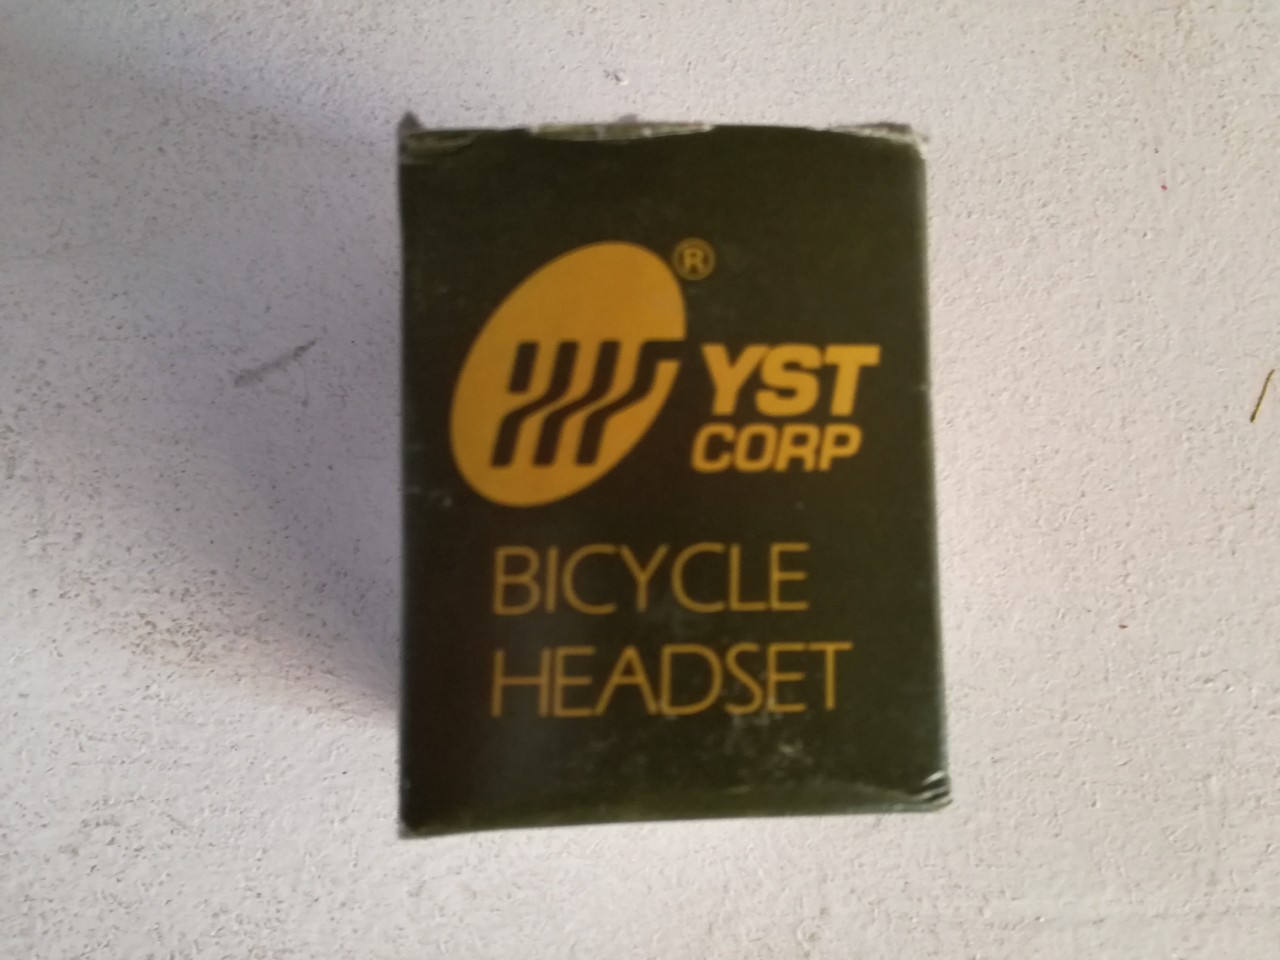 ®
YST
CORP
BICYCLE
HEADSET